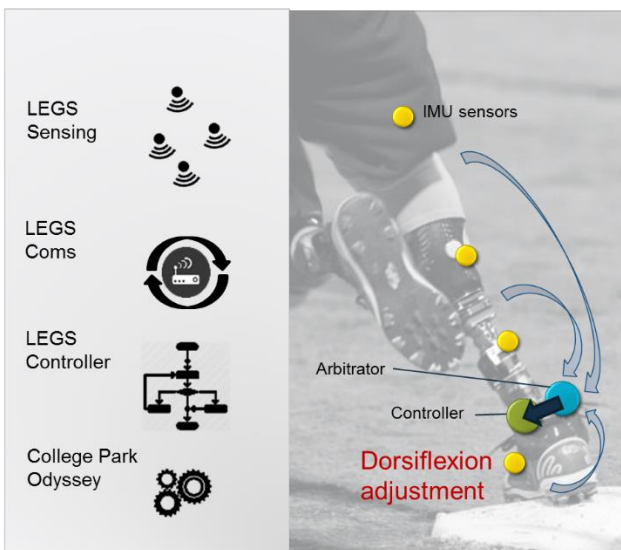 LEGS
Sensing
LEGS
Coms
LEGS
Controller
College Park
Odyssey
IMU sensors
Arbitrator
Controller
Dorsiflexion
adjustment